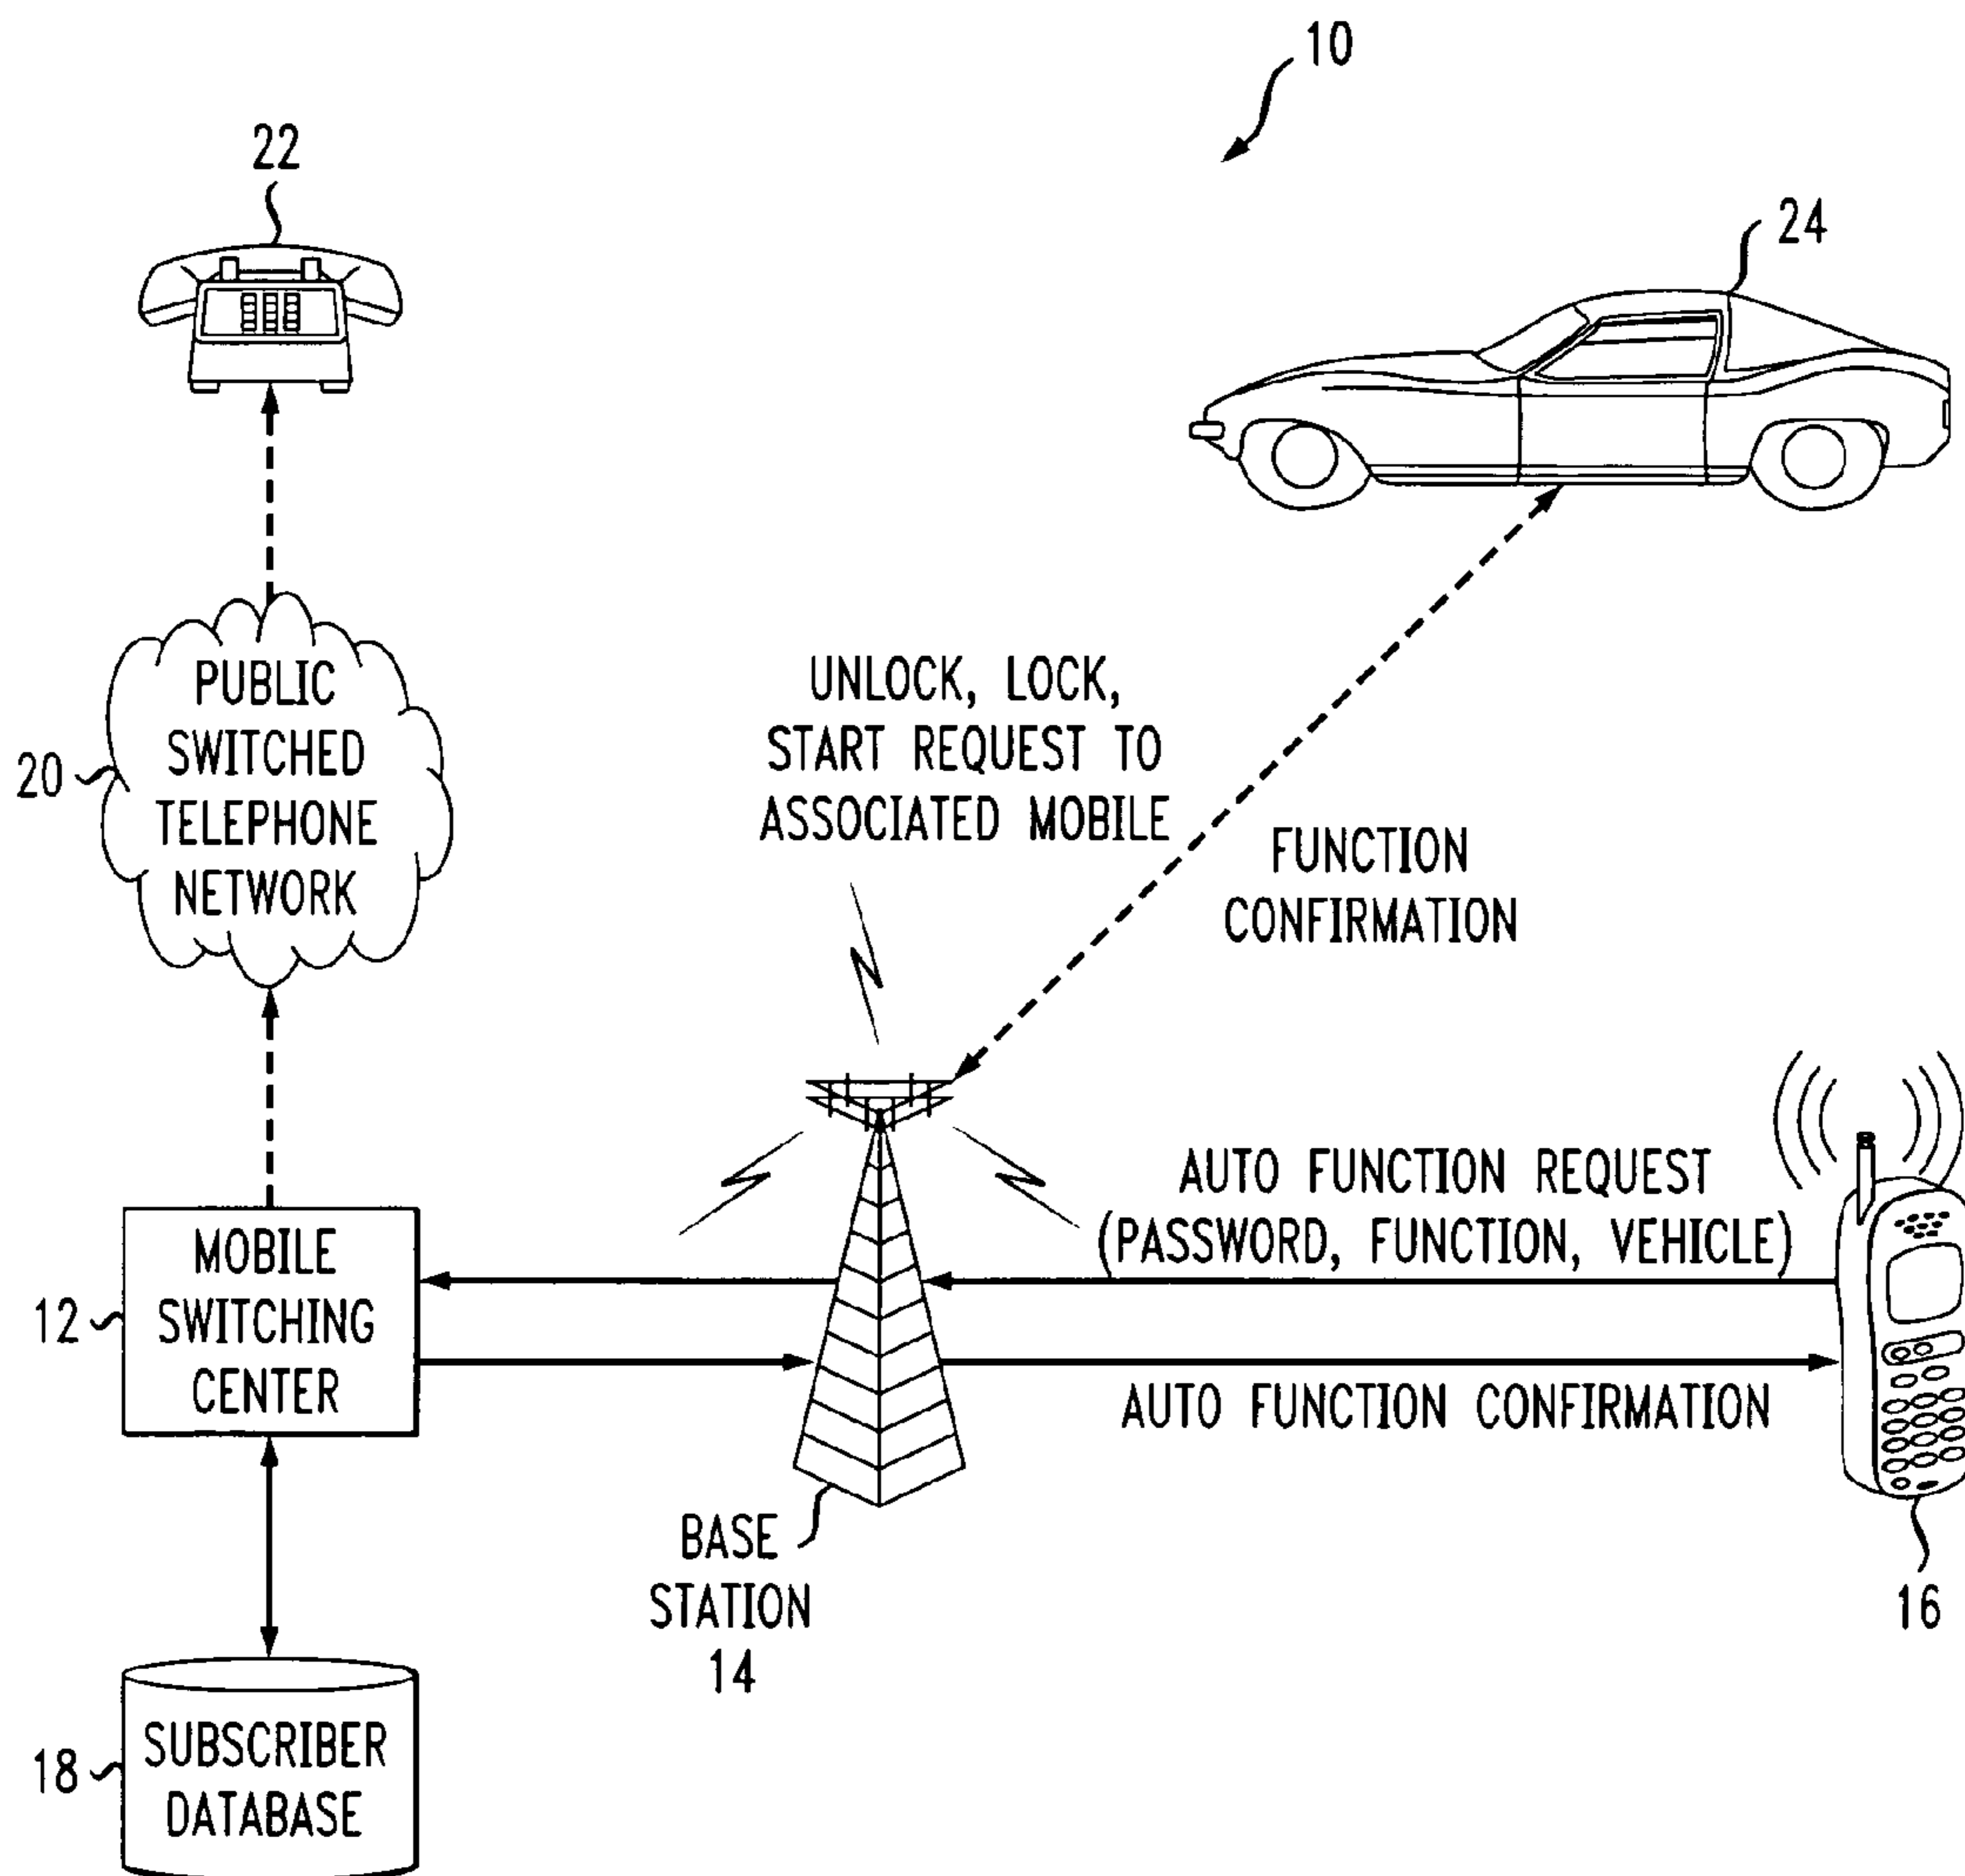 10
22
24
PUBLIC
SWITCHED
TELEPHONE
NETWORK
20
UNLOCK, LOCK,
START REQUEST TO
ASSOCIATED MOBILE
FUNCTION
CONFIRMATION
AUTO FUNCTION REQUEST
(PASSWORD, FUNCTION, VEHICLE)
MOBILE
SWITCHING
CENTER
12
AUTO FUNCTION CONFIRMATION
BASE
STATION
14
16
SUBSCRIBER
DATABASE
18